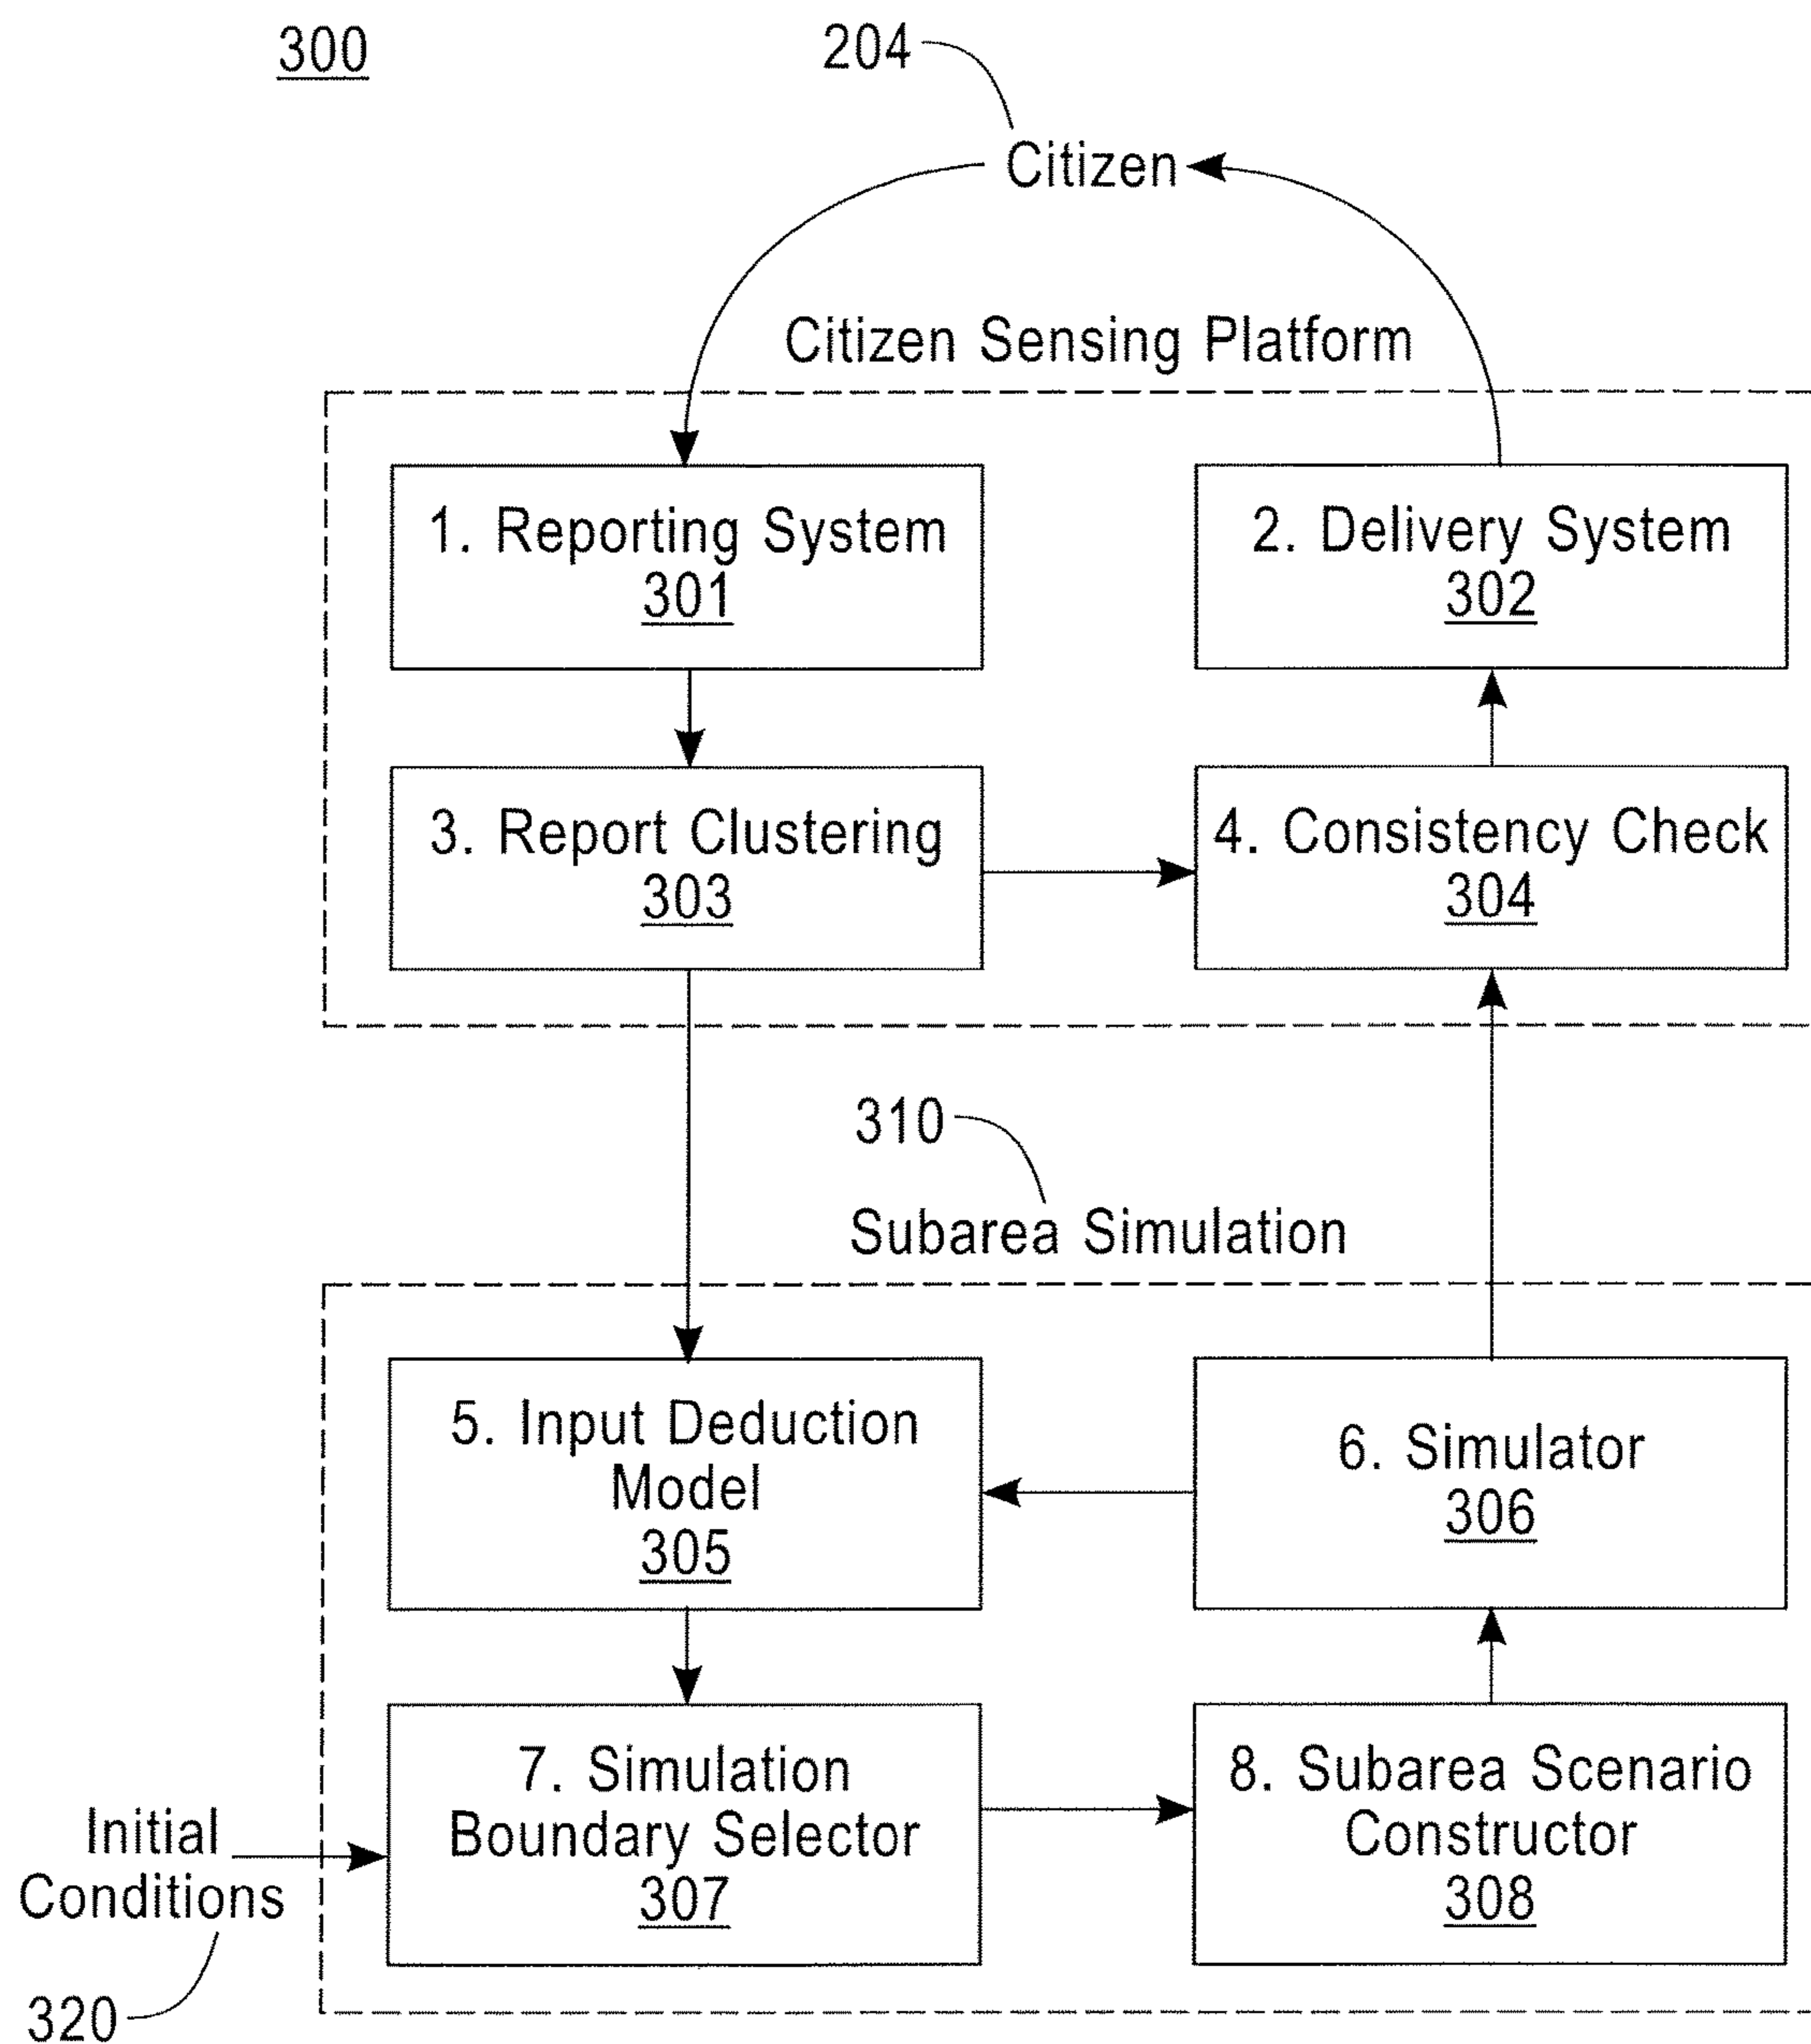 300
204
Citizen
Citizen Sensing Platform
1. Reporting System
301
2. Delivery System
302
3. Report Clustering
303
4. Consistency Check
304
310
Subarea Simulation
5. Input Deduction
Model
305
6. Simulator
306
7. Simulation
Boundary Selector
307
8. Subarea Scenario
Constructor
308
Initial
Conditions
320